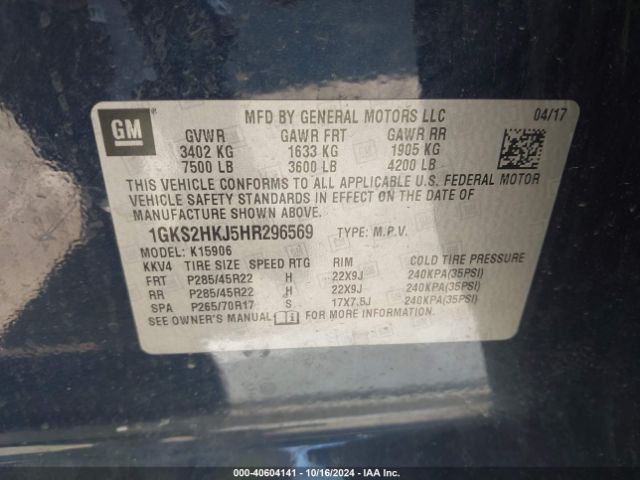 GM
MFD BY GENERAL MOTORS LLC 04/17
GVWR GAWR FRT GAWR RR
3402 KG 1633 KG 1905 KG
7500 LB 3600 LB 4200 LB
THIS VEHICLE CONFORMS TO ALL APPLICABLE U.S. FEDERAL MOTOR
VEHICLE SAFETY STANDARDS IN EFFECT ON THE DATE OF
MANUFACTURE SHOWN ABOVE.
1GKS2HKJ5HR296569 TYPE: M.P.V.
MODEL: K15906
KKV4 TIRE SIZE SPEED RTG RIM COLD TIRE PRESSURE
FRT P285/45R22 H 22X9J 240KPA(35PSI)
RR P285/45R22 H 22X9J 240KPA(35PSI)
SPA P265/70R17 S 17X7.5J 240KPA(35PSI)
SEE OWNER'S MANUAL FOR MORE INFORMATION.
000-40604141 - 10/16/2024 - IAA Inc.